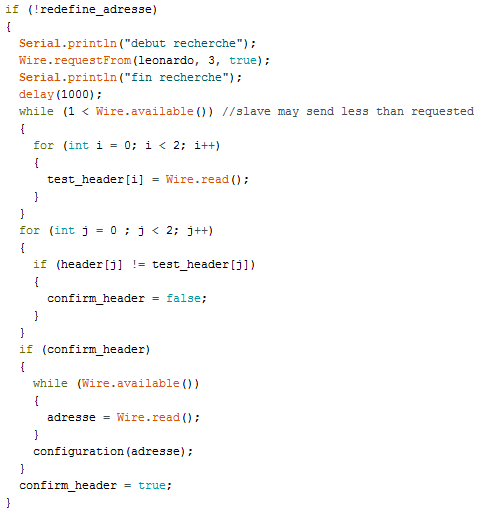 if (!redefine_adresse)
{
  Serial.println("debut recherche");
  Wire.requestFrom(leonardo, 3, true);
  Serial.println("fin recherche");
  delay(1000);
  while (1 < Wire.available()) //slave may send less than requested
  {
    for (int i = 0; i < 2; i++)
    {
      test_header[i] = Wire.read();
    }
  }
  for (int j = 0 ; j < 2; j++)
  {
    if (header[j] != test_header[j])
    {
      confirm_header = false;
    }
  }
  if (confirm_header)
  {
    while (Wire.available())
    {
      adresse = Wire.read();
    }
    configuration(adresse);
  }
  confirm_header = true;
}